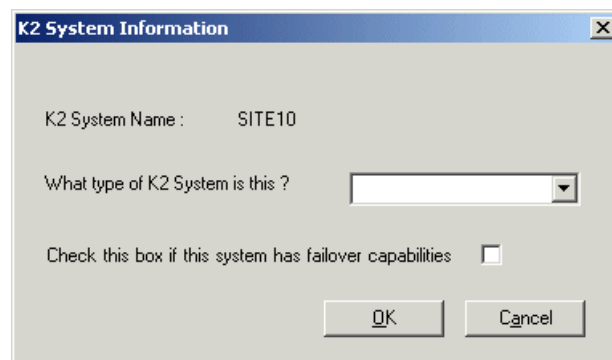 K2 System Information
K2 System Name : SITE10
What type of K2 System is this ?
Check this box if this system has failover capabilities
OK Cancel